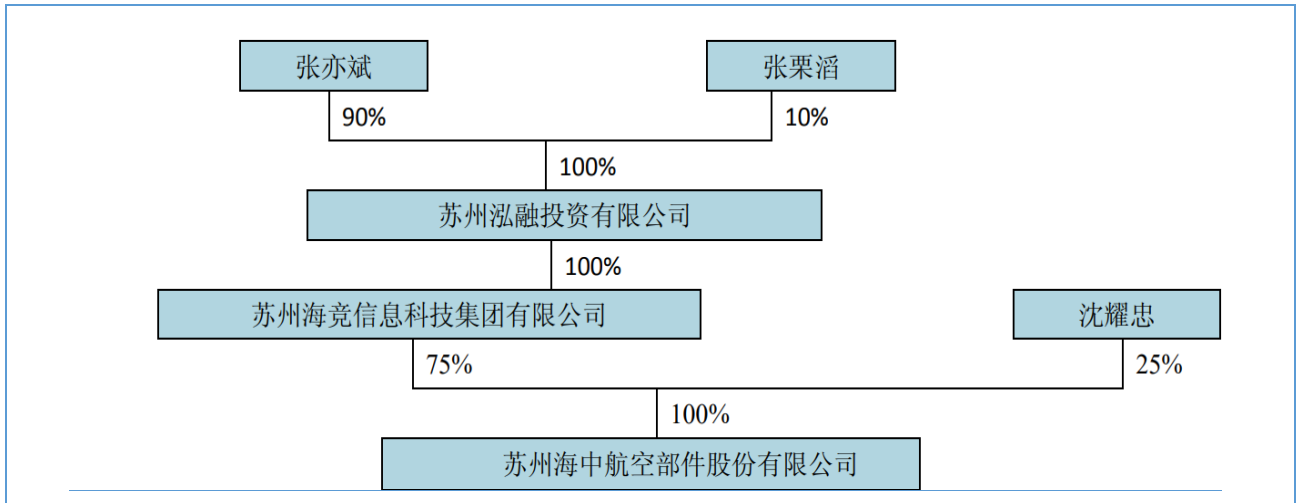 张亦斌
张栗滔
90%
10%
100%
苏州泓融投资有限公司
100%
苏州海竞信息科技集团有限公司
沈耀忠
75%
25%
100%
苏州海中航空部件股份有限公司